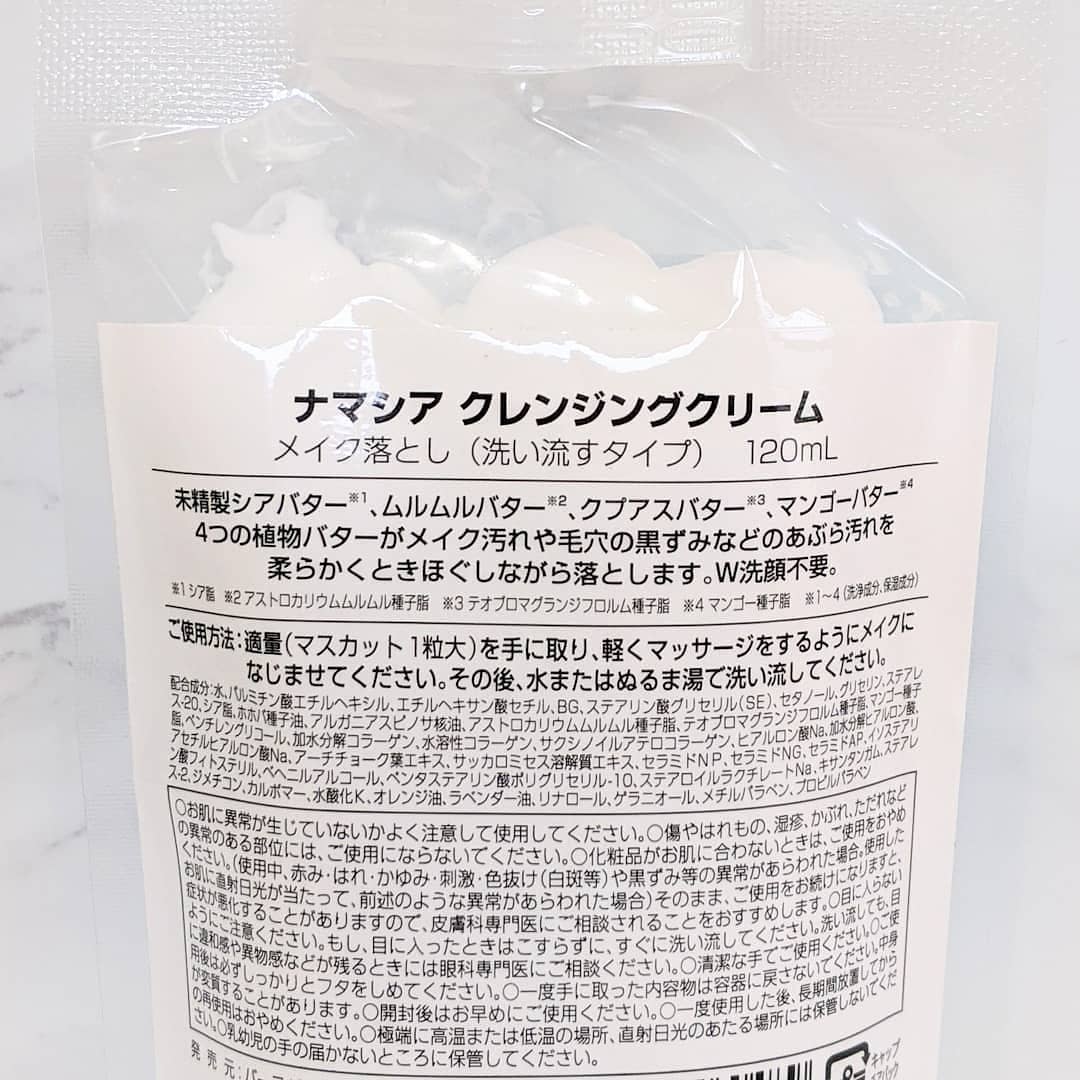 ナマシア クレンジングクリーム
メイク落とし（洗い流すタイプ） 120mL
未精製シアバター※1、ムルムルバター※2、クプアスバター※3、マンゴーバター※4
4つの植物バターがメイク汚れや毛穴の黒ずみなどのあぶら汚れを
柔らかくときほぐしながら落とします。W洗顔不要。
※1 シア脂 ※2 アストロカリウムムルムル種子脂 ※3 テオブロマグランジフロルム種子脂 ※4 マンゴー種子脂 ※1〜4（洗浄成分、保湿成分）
ご使用方法：適量（マスカット1粒大）を手に取り、軽くマッサージをするようにメイクに
なじませてください。その後、水またはぬるま湯で洗い流してください。
配合成分：水、パルミチン酸エチルヘキシル、エチルヘキサン酸セチル、BG、ステアリン酸グリセリル（SE）、セタノール、グリセリン、ステアレ
ス-20、シア脂、ホホバ種子油、アルガニアスピノサ核油、アストロカリウムムルムル種子脂、テオブロマグランジフロルム種子脂、マンゴー種子
脂、ペンチレングリコール、加水分解コラーゲン、水溶性コラーゲン、サクシノイルアテロコラーゲン、ヒアルロン酸Na、加水分解ヒアルロン酸、
アセチルヒアルロン酸Na、アーチチョーク葉エキス、サッカロミセス溶解質エキス、セラミドNP、セラミドNG、セラミドAP、イソステアリ
ン酸フィトステリル、ベヘニルアルコール、ペンタステアリン酸ポリグリセリル-10、ステアロイルラクチレートNa、キサンタンガム、ステアレ
ス-2、ジメチコン、カルボマー、水酸化K、オレンジ油、ラベンダー油、リナロール、ゲラニオール、メチルパラベン、プロピルパラベン
○お肌に異常が生じていないかよく注意して使用してください。○傷やはれもの、湿疹、かぶれ、ただれなど
の異常のある部位には、ご使用にならないでください。○化粧品がお肌に合わないときは、ご使用をおやめ
ください。（使用中、赤み・はれ・かゆみ・刺激・色抜け（白斑等）や黒ずみ等の異常があらわれた場合。使用した
お肌に直射日光が当たって、前述のような異常があらわれた場合）そのまま、ご使用をお続けになりますと、
症状が悪化することがありますので、皮膚科専門医にご相談されることをおすすめします。○目に入らない
ようにご注意ください。もし、目に入ったときはこすらずに、すぐに洗い流してください。洗い流しても、目
に違和感や異物感などが残るときには眼科専門医にご相談ください。○清潔な手でご使用ください。○ご使
用後は必ずしっかりとフタをしめてください。○一度手に取った内容物は容器に戻さないでください。中身
が変質することがあります。○開封後はお早めにご使用ください。○一度使用した後、長期間放置してから
の再使用はおやめください。○極端に高温または低温の場所、直射日光のあたる場所には保管しないでくだ
さい。○乳幼児の手の届かないところに保管してください。
発売元：
キャップ